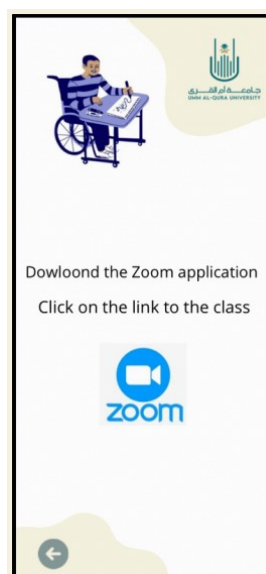 جامعة أم القرى
UMM AL-QURA UNIVERSITY
Dowloond the Zoom application
Click on the link to the class
zoom